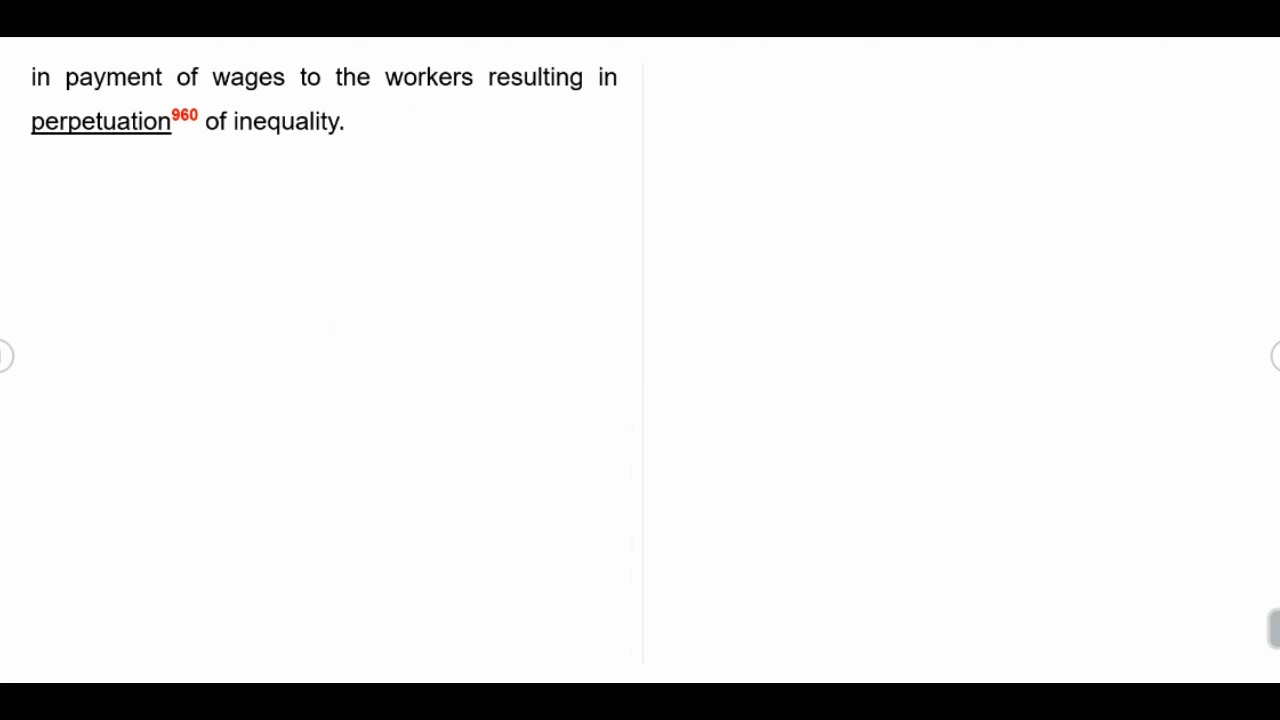 in payment of wages to the workers resulting in
perpetuation960 of inequality.